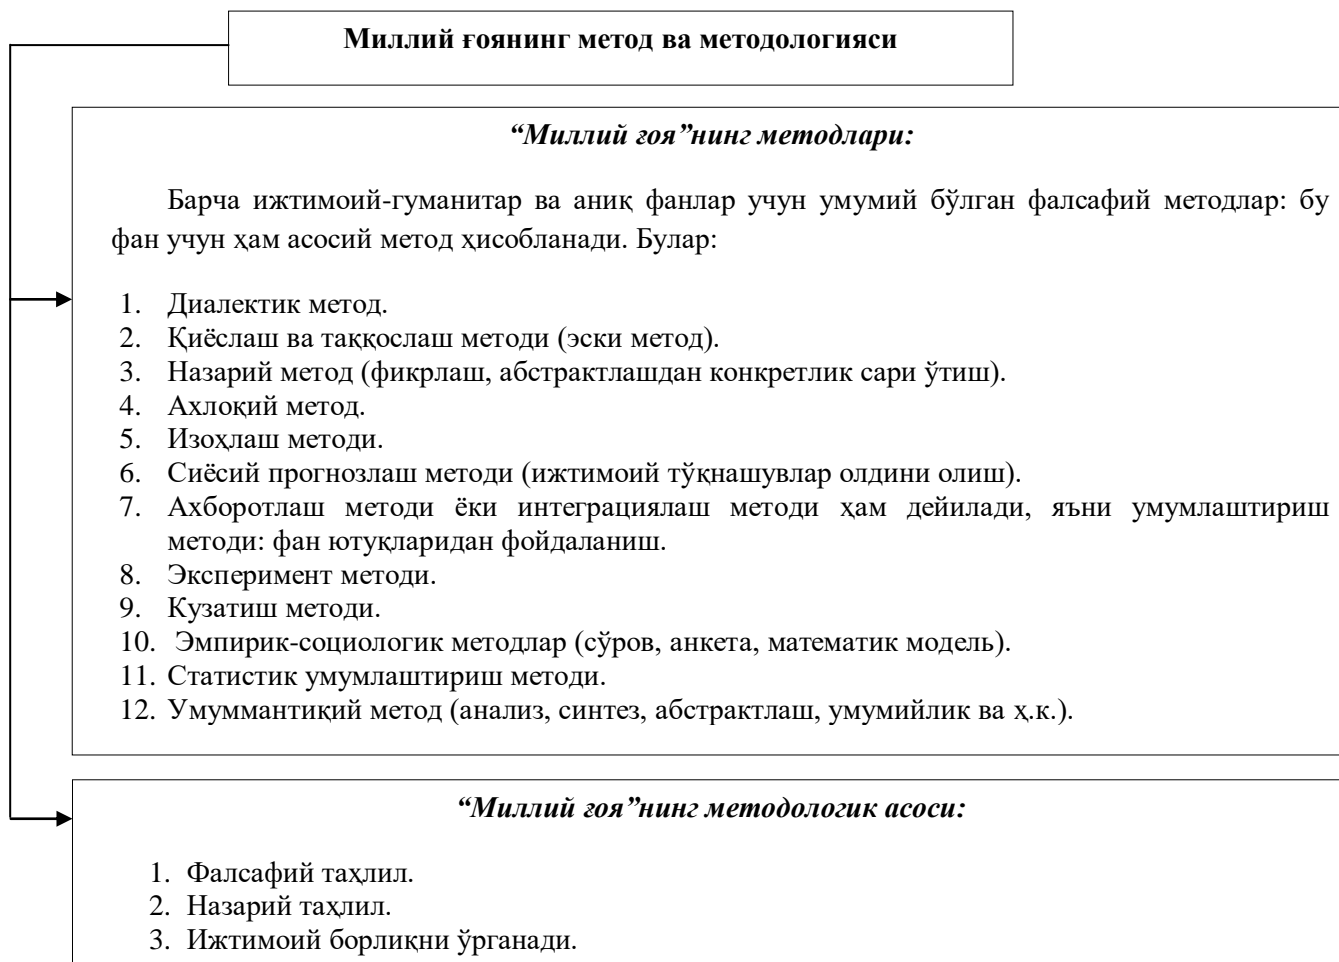 Миллий ғоянинг метод ва методологияси
“Миллий ғоя”нинг методлари:
Барча ижтимоий-гуманитар ва аниқ фанлар учун умумий бўлган фалсафий методлар: бу
фан учун ҳам асосий метод ҳисобланади. Булар:
1. Диалектик метод.
2. Қиёслаш ва таққослаш методи (эски метод).
3. Назарий метод (фикрлаш, абстрактлашдан конкретлик сари ўтиш).
4. Ахлоқий метод.
5. Изоҳлаш методи.
6. Сиёсий прогнозлаш методи (ижтимоий тўқнашувлар олдини олиш).
7. Ахборотлаш методи ёки интеграциялаш методи ҳам дейилади, яъни умумлаштириш
методи: фан ютуқларидан фойдаланиш.
8. Эксперимент методи.
9. Кузатиш методи.
10. Эмпирик-социологик методлар (сўров, анкета, математик модель).
11. Статистик умумлаштириш методи.
12. Умуммантиқий метод (анализ, синтез, абстрактлаш, умумийлик ва ҳ.к.).
“Миллий ғоя”нинг методологик асоси:
1. Фалсафий таҳлил.
2. Назарий таҳлил.
3. Ижтимоий борлиқни ўрганади.